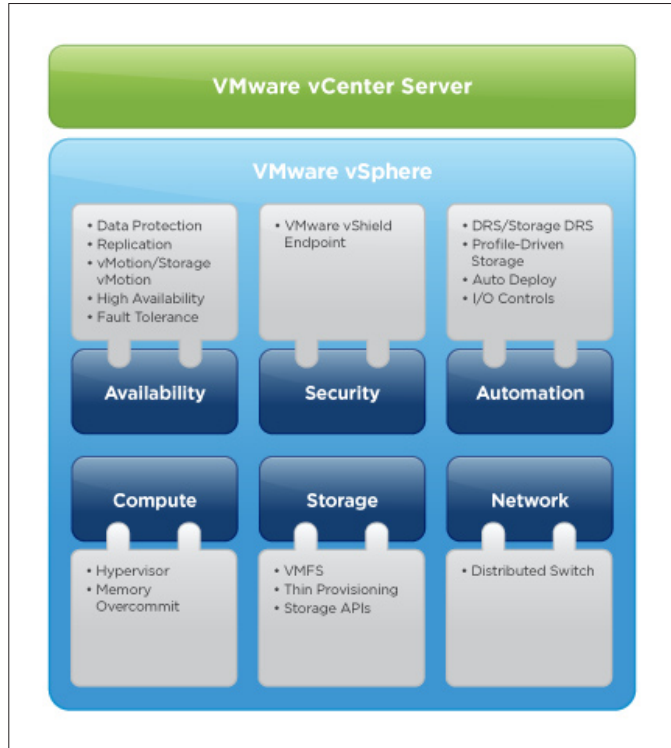 VMware vCenter Server
VMware vSphere
• Data Protection
• Replication
• vMotion/Storage
vMotion
• High Availability
• Fault Tolerance
Availability
• VMware vShield
Endpoint
Security
• DRS/Storage DRS
• Profile-Driven
Storage
• Auto Deploy
• I/O Controls
Automation
Compute
• Hypervisor
• Memory
Overcommit
Storage
• VMFS
• Thin Provisioning
• Storage APIs
Network
• Distributed Switch